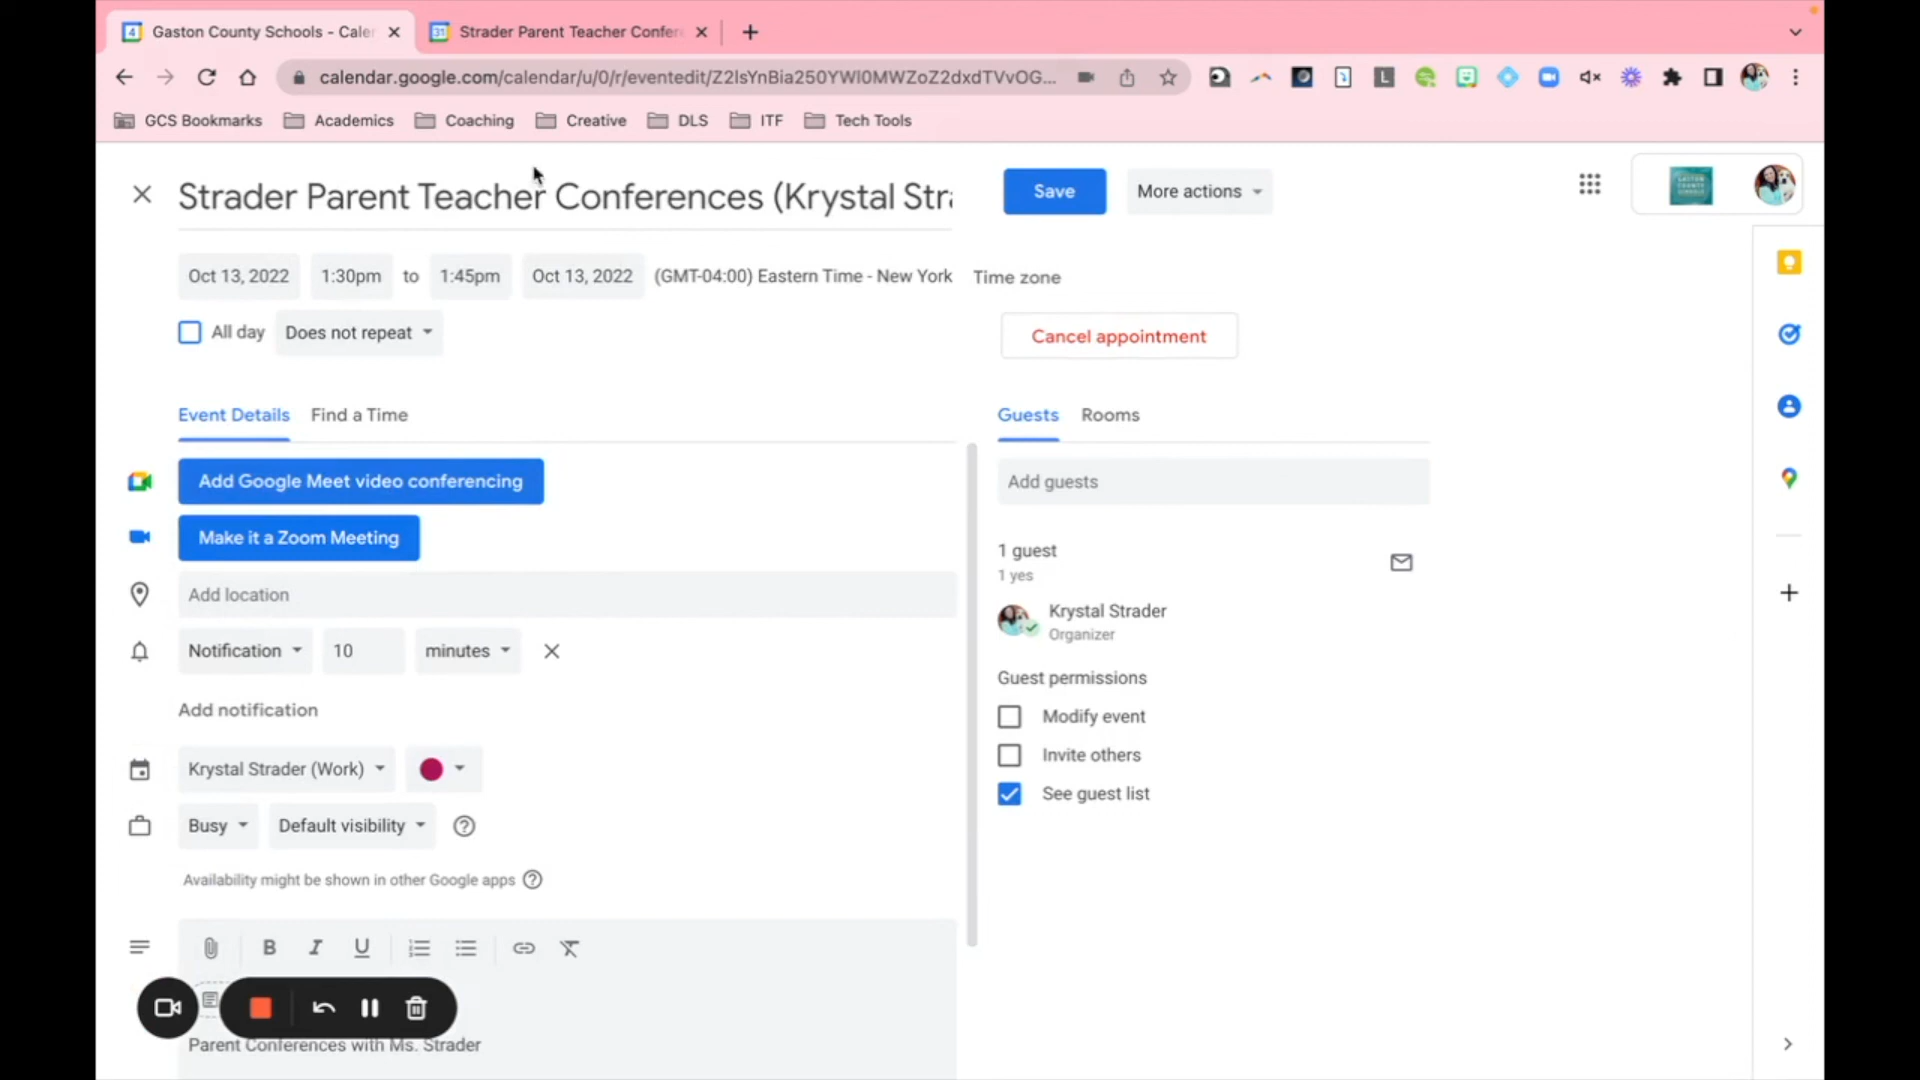 Gaston County Schools - Caler
Strader Parent Teacher Confer
calendar.google.com/calendar/u/0/r/eventedit/Z2lsYnBia250YWl0MWZoZ2dxdTVvOG...
GCS Bookmarks Academics Coaching Creative DLS ITF Tech Tools
Strader Parent Teacher Conferences (Krystal Stra
Save
More actions
Oct 13, 2022 1:30pm to 1:45pm Oct 13, 2022 (GMT-04:00) Eastern Time - New York Time zone
All day Does not repeat
Cancel appointment
Event Details Find a Time
Guests Rooms
Add Google Meet video conferencing
Add guests
Make it a Zoom Meeting
1 guest
1 yes
Add location
Krystal Strader
Organizer
Notification 10 minutes
Guest permissions
Add notification
Modify event
Invite others
Krystal Strader (Work)
See guest list
Busy Default visibility
Availability might be shown in other Google apps
B I U
Parent Conferences with Ms. Strader